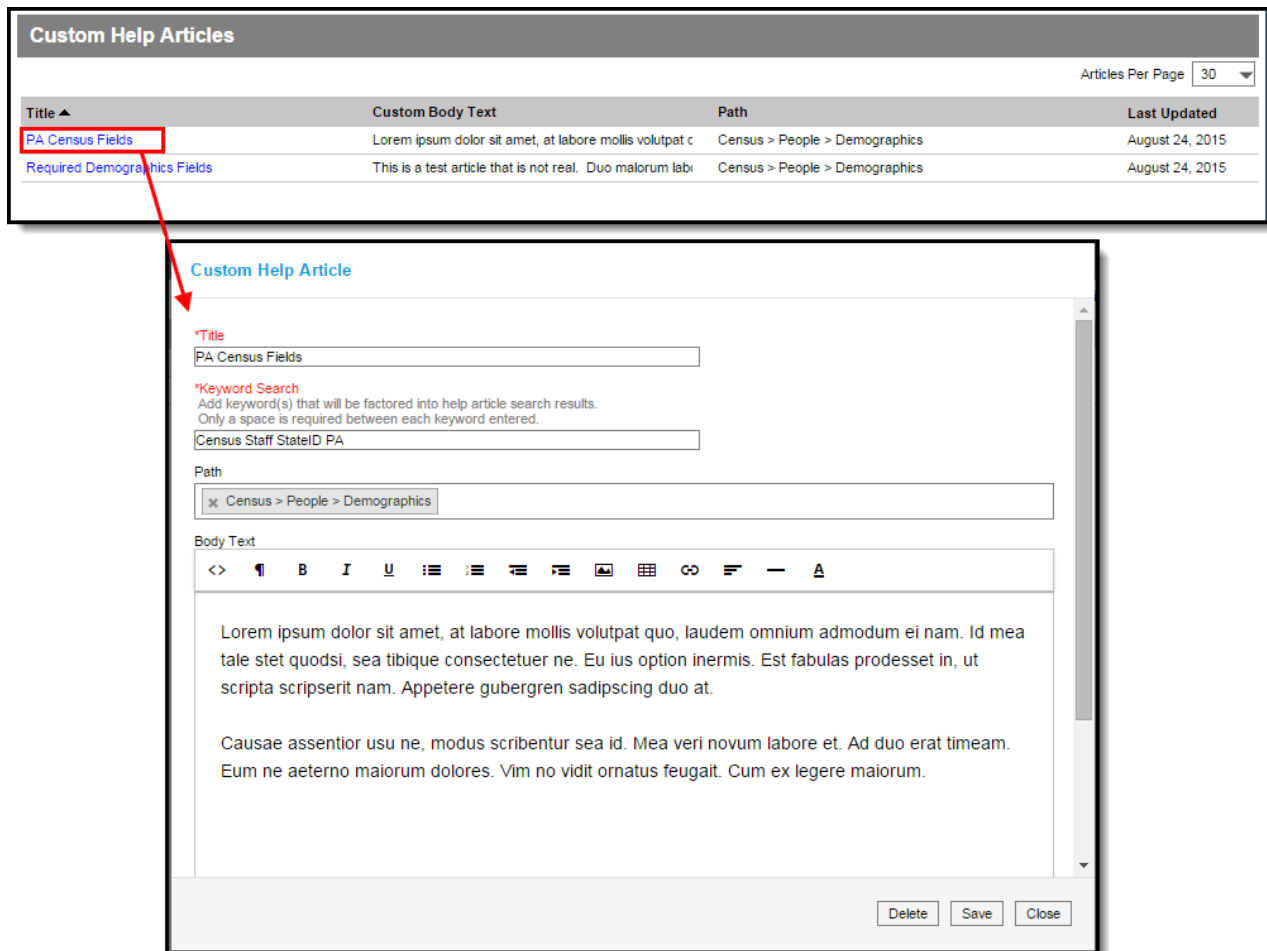 Custom Help Articles
Articles Per Page 30
Title Custom Body Text Path Last Updated
PA Census Fields Lorem ipsum dolor sit amet, at labore mollis volutpat c Census > People > Demographics August 24, 2015
Required Demographics Fields This is a test article that is not real. Duo malorum labo Census > People > Demographics August 24, 2015
Custom Help Article
*Title
PA Census Fields
*Keyword Search
Add keyword(s) that will be factored into help article search results.
Only a space is required between each keyword entered.
Census Staff StateID PA
Path
Census > People > Demographics
Body Text
<> ¶ B I U A
Lorem ipsum dolor sit amet, at labore mollis volutpat quo, laudem omnium admodum ei nam. Id mea
tale stet quodsi, sea tibique consectetuer ne. Eu ius option inermis. Est fabulas prodesset in, ut
scripta scripserit nam. Appetere gubergren sadipscing duo at.
Causae assentior usu ne, modus scribentur sea id. Mea veri novum labore et. Ad duo erat timeam.
Eum ne aeterno maiorum dolores. Vim no vidit ornatus feugait. Cum ex legere maiorum.
Delete Save Close